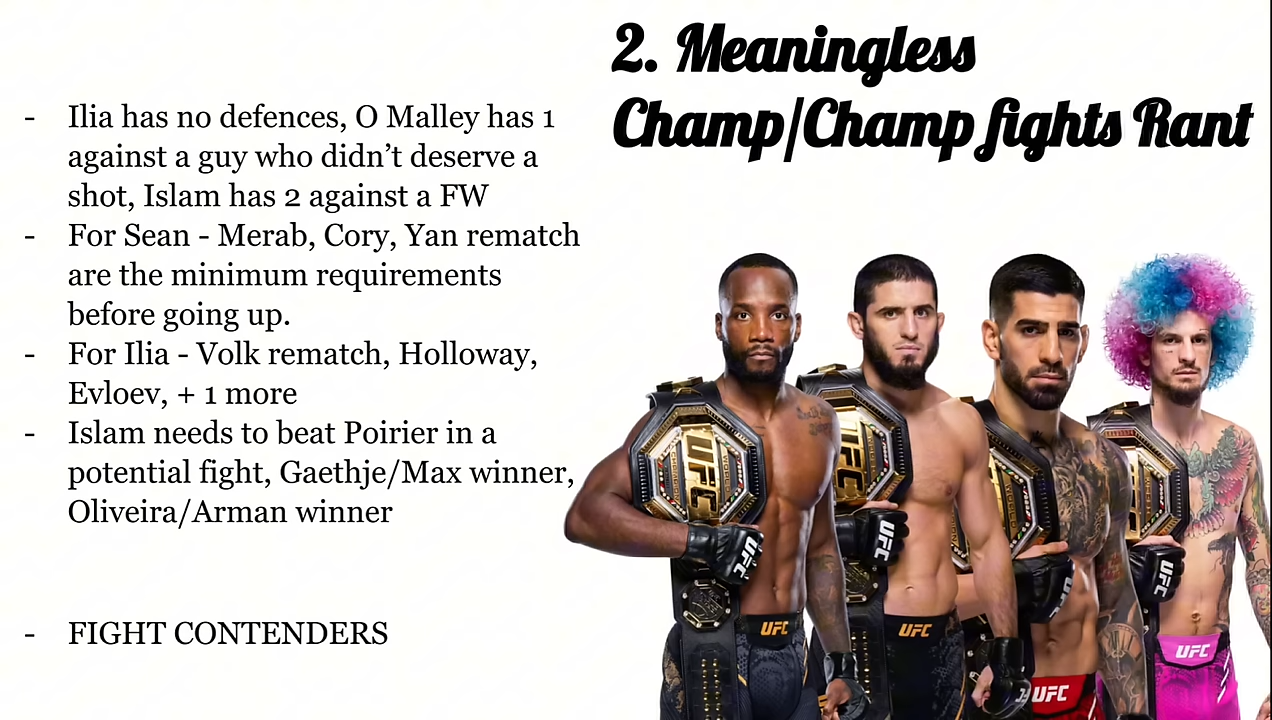 2. Meaningless
Champ/Champ fights Rant
- Ilia has no defences, O Malley has 1
against a guy who didn’t deserve a
shot, Islam has 2 against a FW
- For Sean - Merab, Cory, Yan rematch
are the minimum requirements
before going up.
- For Ilia - Volk rematch, Holloway,
Evloev, + 1 more
- Islam needs to beat Poirier in a
potential fight, Gaethje/Max winner,
Oliveira/Arman winner
- FIGHT CONTENDERS
UFC
UFC
UFC
UFC
UFC
UFC
UFC
UFC
UFC